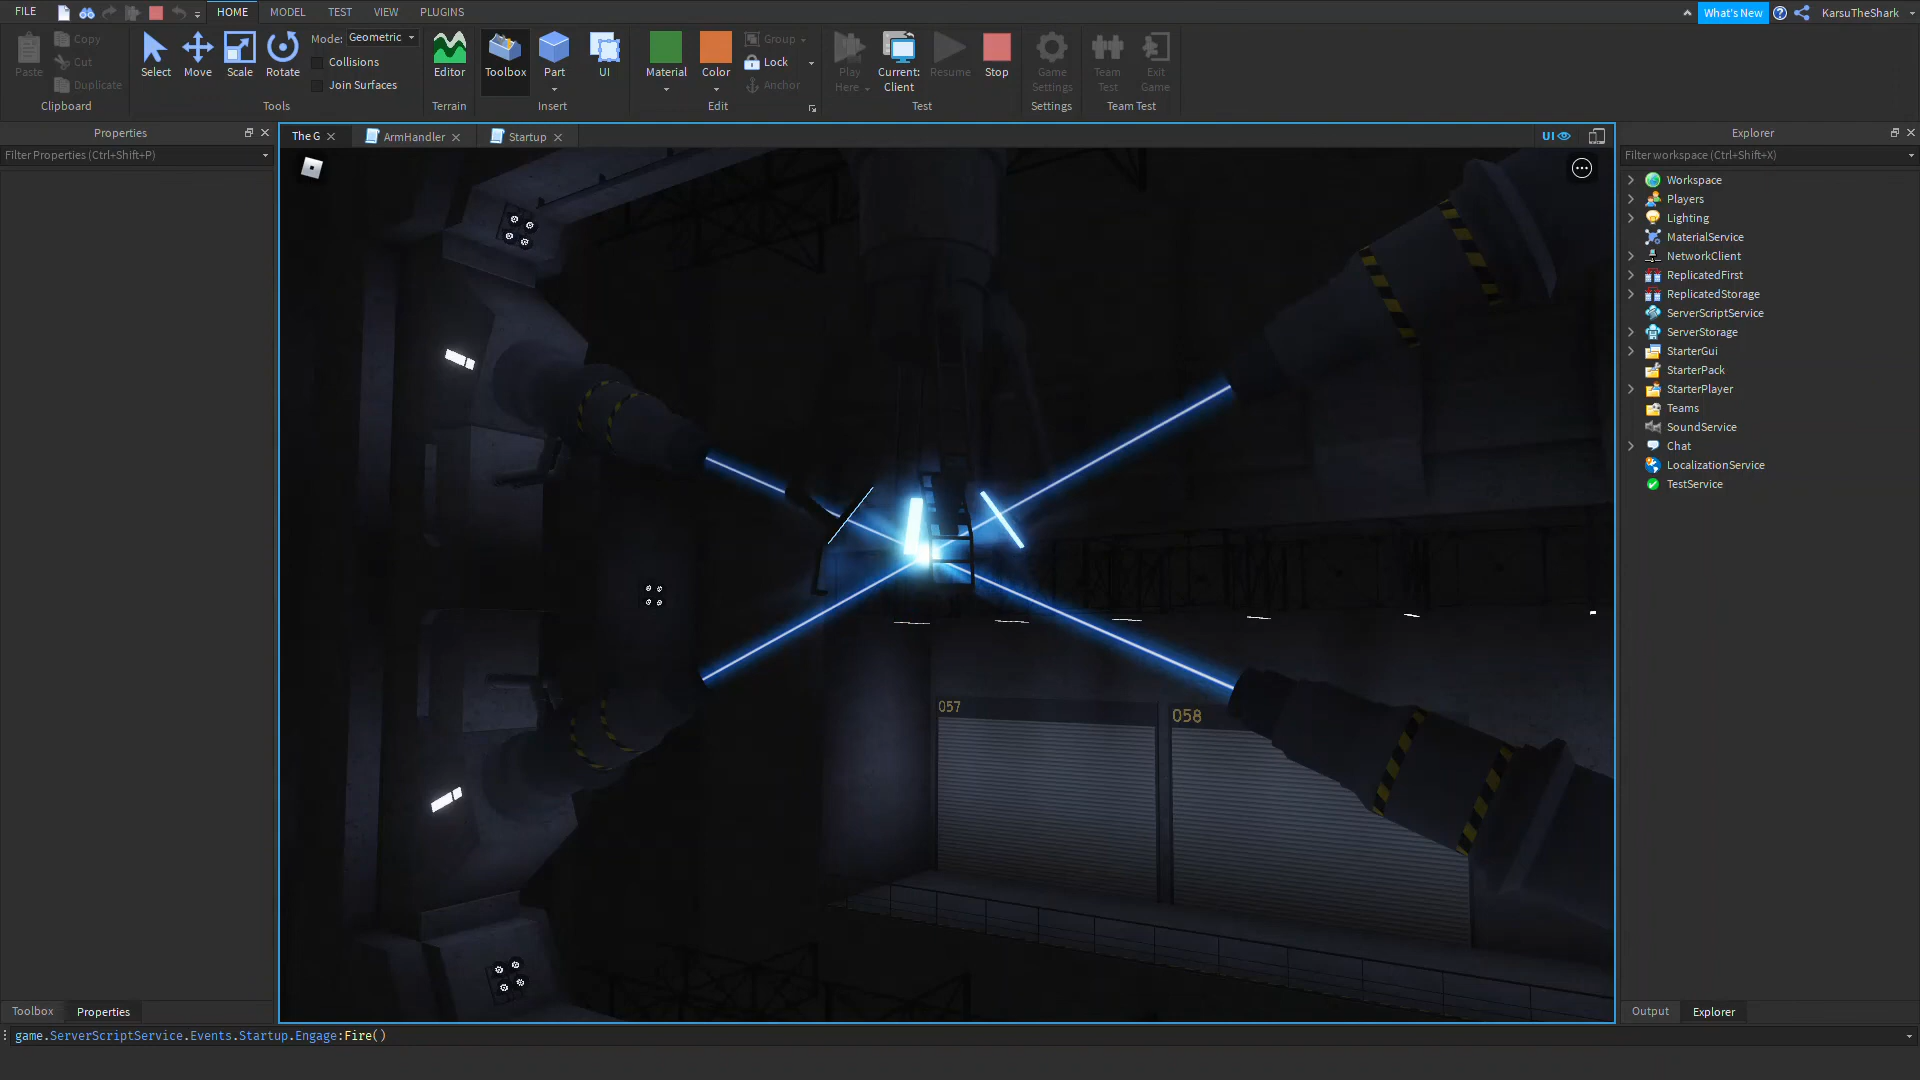 FILE
HOME
MODEL
TEST
VIEW
PLUGINS
What's New
KarsuTheShark
Paste
Copy
Cut
Duplicate
Clipboard
Select
Move
Scale
Rotate
Mode:
Geometric
Collisions
Join Surfaces
Tools
Editor
Terrain
Toolbox
Part
UI
Insert
Material
Color
Group
Lock
Anchor
Edit
Play
Here
Current:
Client
Resume
Stop
Test
Game
Settings
Settings
Team
Test
Exit
Game
Team Test
Properties
Filter Properties (Ctrl+Shift+P)
The G
ArmHandler
Startup
UI
057
058
Explorer
Filter workspace (Ctrl+Shift+X)
Workspace
Players
Lighting
MaterialService
NetworkClient
ReplicatedFirst
ReplicatedStorage
ServerScriptService
ServerStorage
StarterGui
StarterPack
StarterPlayer
Teams
SoundService
Chat
LocalizationService
TestService
Toolbox
Properties
Output
Explorer
game.ServerScriptService.Events.Startup.Engage:Fire()